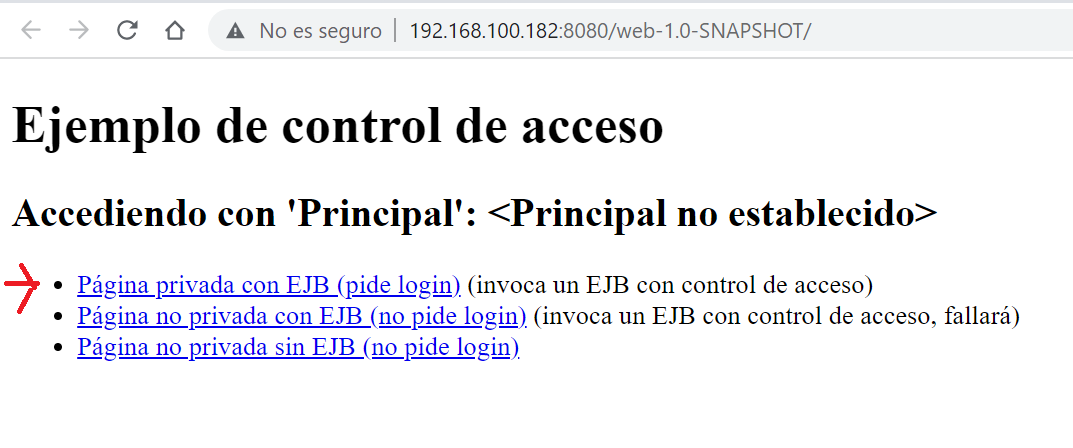 No es seguro | 192.168.100.182:8080/web-1.0-SNAPSHOT/
Ejemplo de control de acceso
Accediendo con 'Principal': <Principal no establecido>
Página privada con EJB (pide login) (invoca un EJB con control de acceso)
Página no privada con EJB (no pide login) (invoca un EJB con control de acceso, fallará)
Página no privada sin EJB (no pide login)